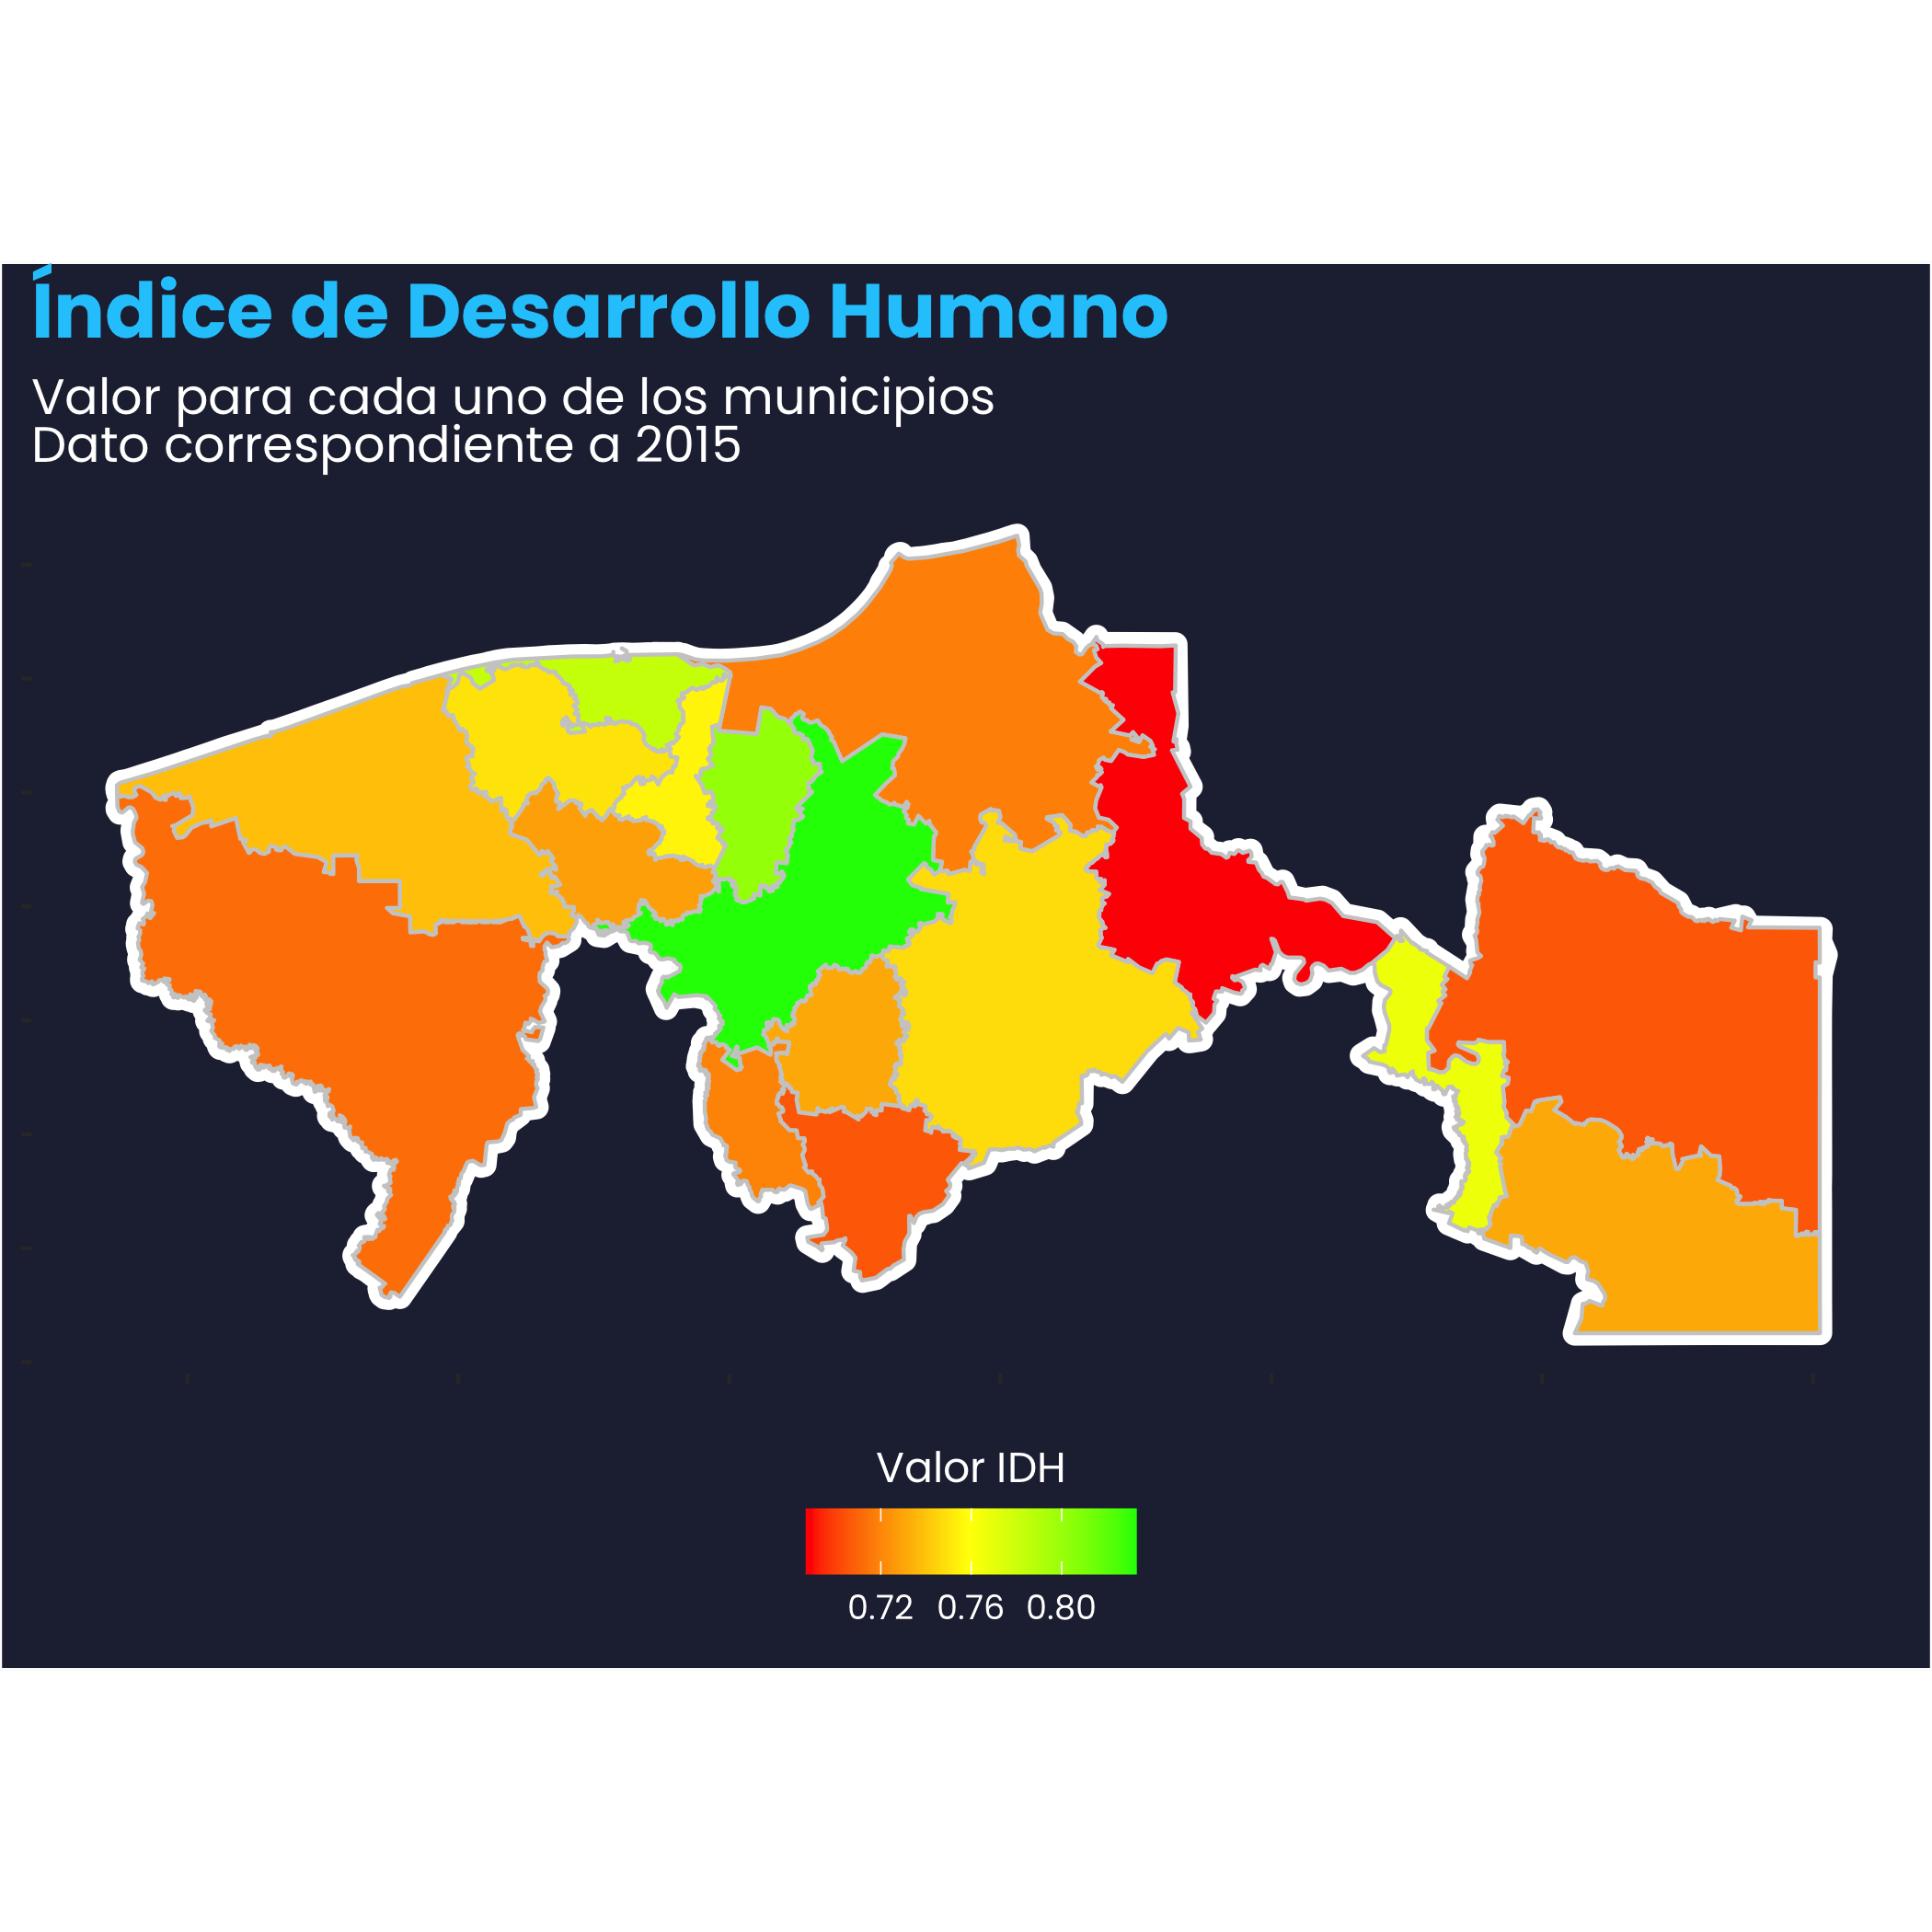 Índice de Desarrollo Humano
Valor para cada uno de los municipios
Dato correspondiente a 2015
Valor IDH
0.72 0.76 0.80